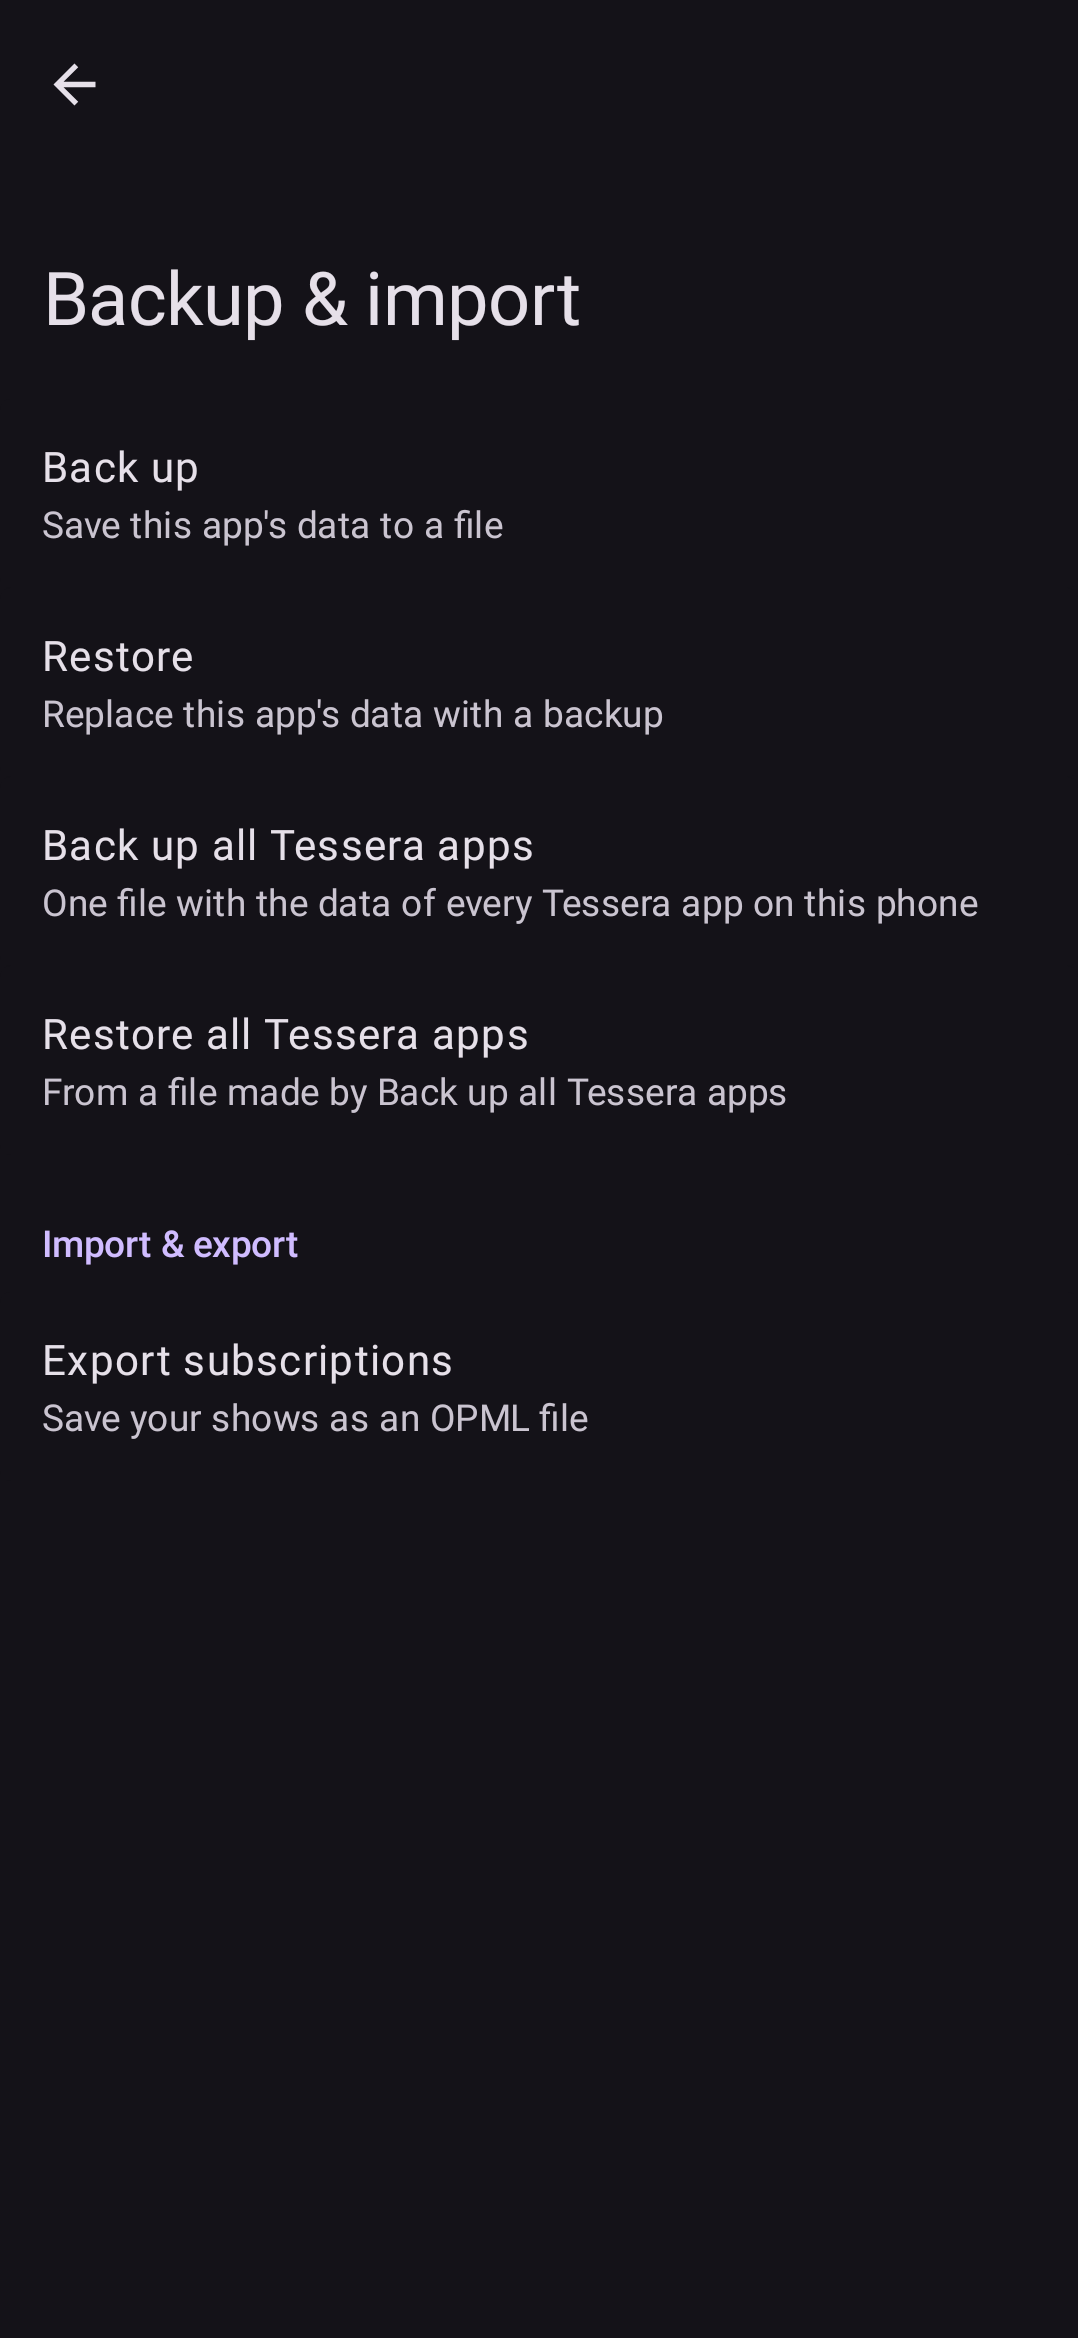 Backup & import
Back up
Save this app's data to a file
Restore
Replace this app's data with a backup
Back up all Tessera apps
One file with the data of every Tessera app on this phone
Restore all Tessera apps
From a file made by Back up all Tessera apps
Import & export
Export subscriptions
Save your shows as an OPML file